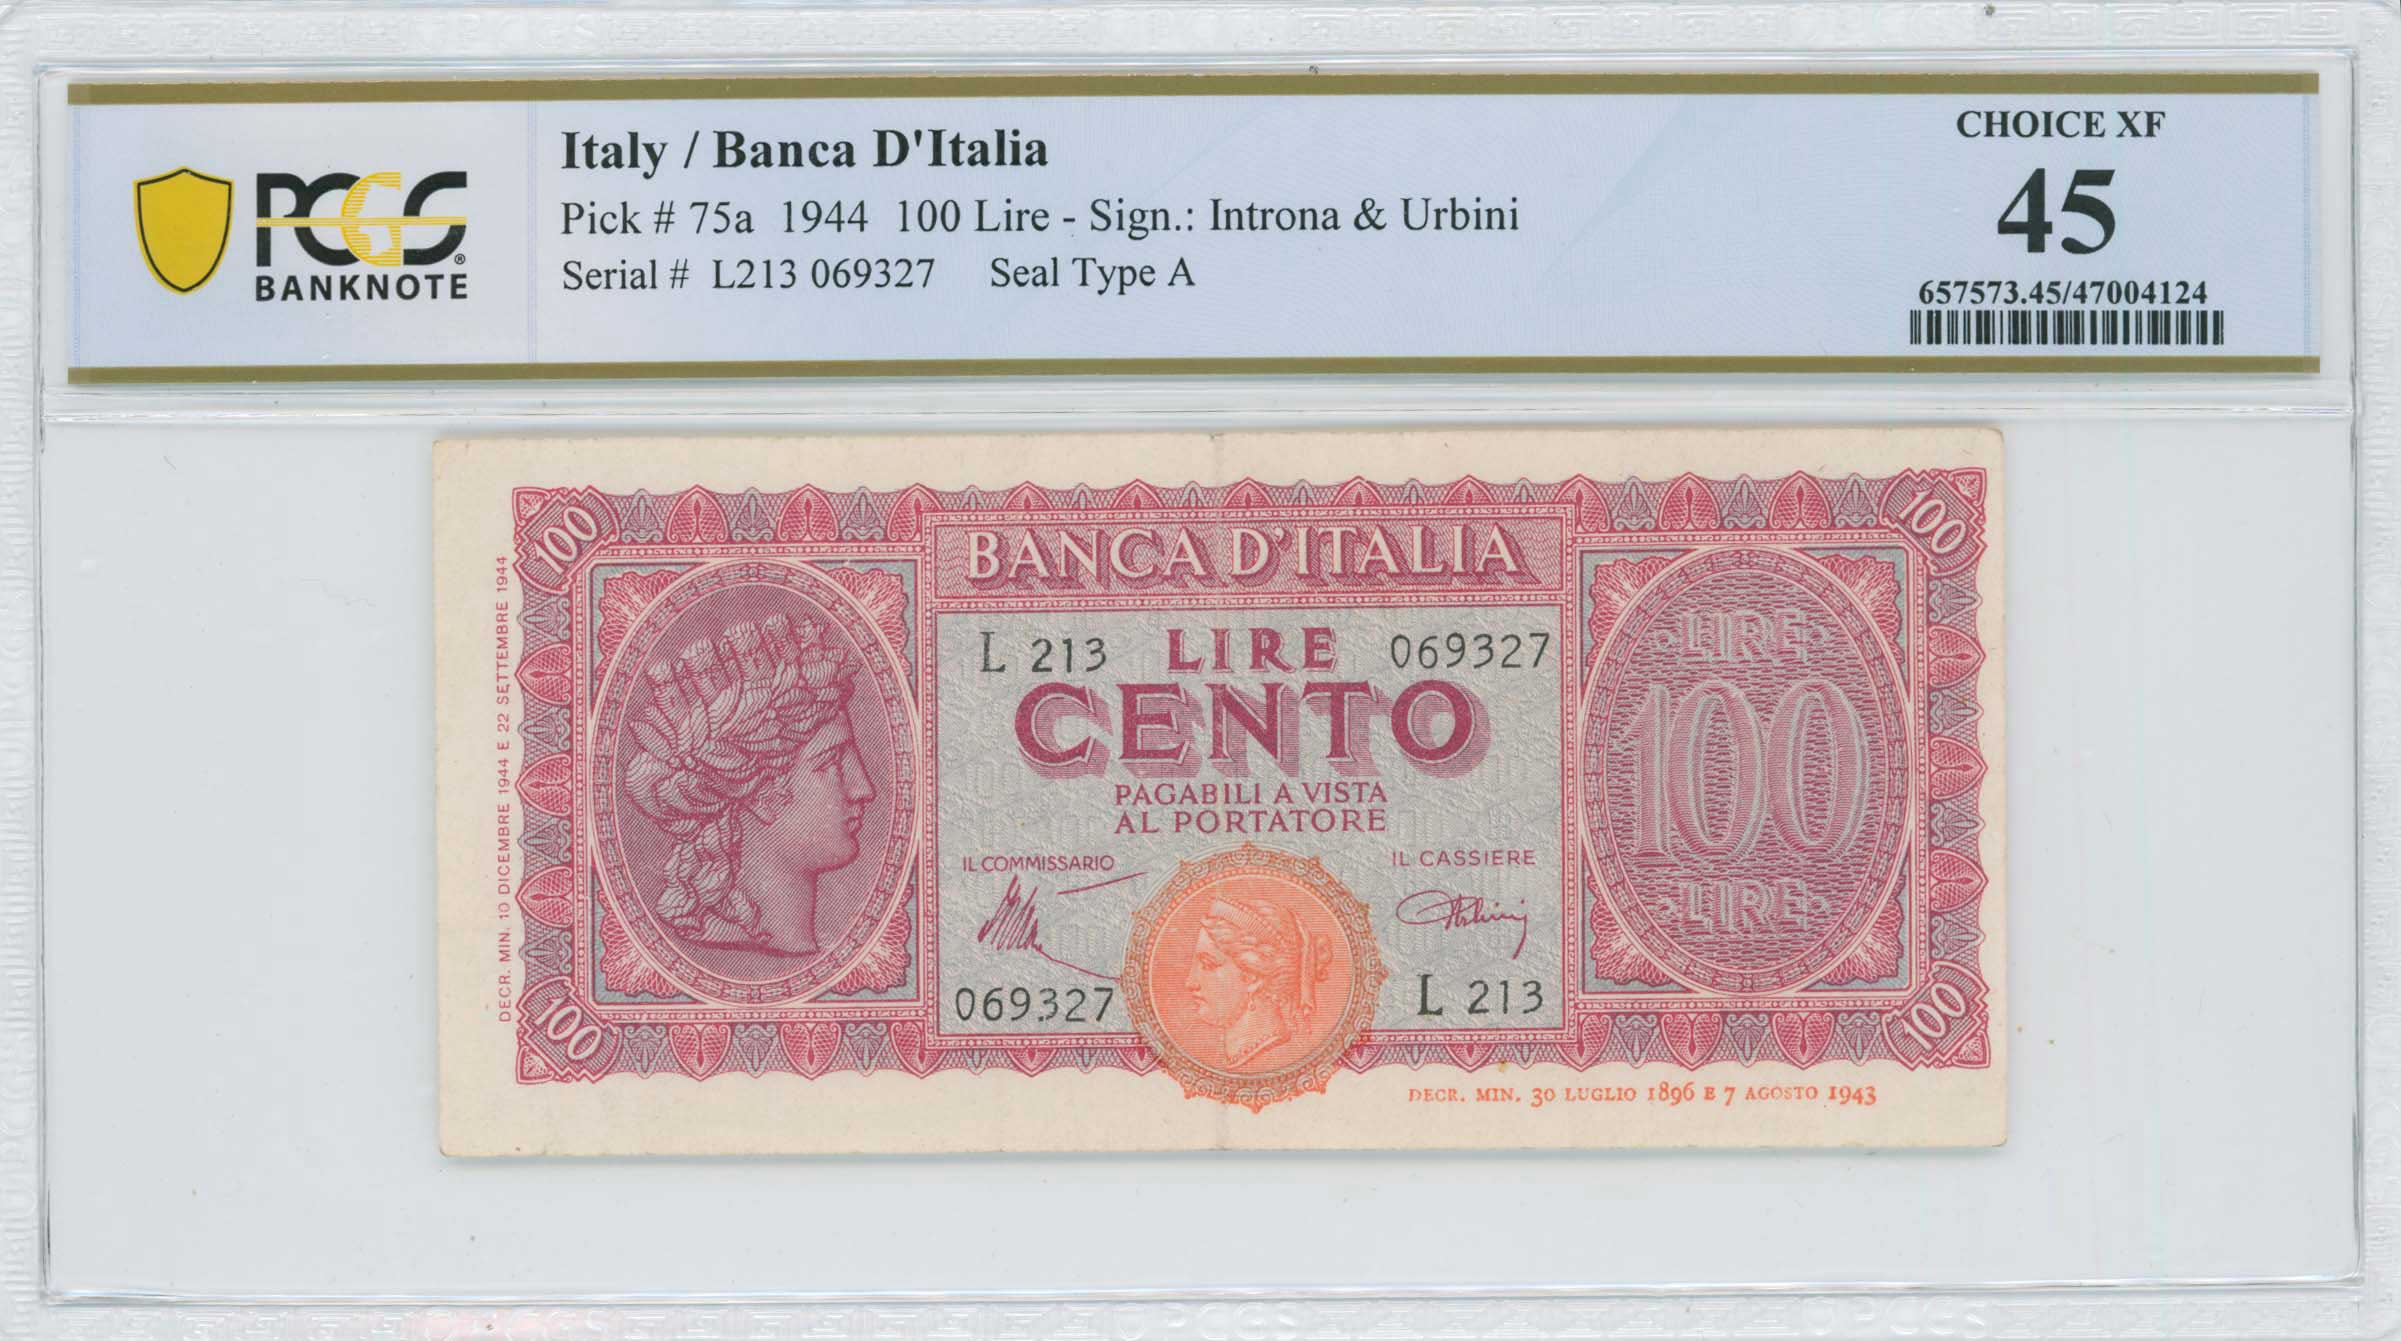 PCGS®
BANKNOTE
Italy / Banca D'Italia
Pick # 75a 1944 100 Lire - Sign.: Introna & Urbini
Serial # L213 069327 Seal Type A
CHOICE XF
45
657573.45/47004124
100
100
BANCA D'ITALIA
L 213 LIRE 069327
CENTO
PAGABILI A VISTA
AL PORTATORE
IL COMMISSARIO
IL CASSIERE
069327
L 213
LIRE
100
LIRE
100
100
DECR. MIN. 10 DICEMBRE 1944 E 22 SETTEMBRE 1944
DECR. MIN. 30 LUGLIO 1896 E 7 AGOSTO 1943
PCGS